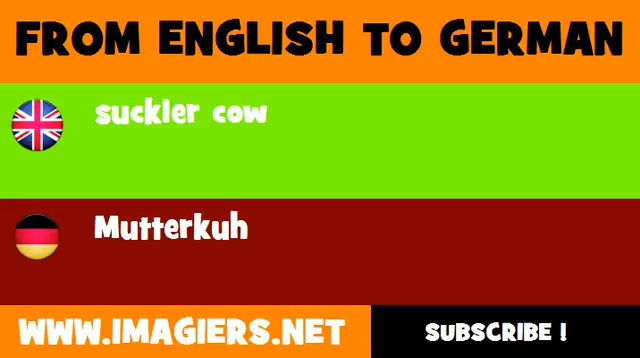 FROM ENGLISH TO GERMAN
suckler cow
Mutterkuh
WWW.IMAGIERS.NET
SUBSCRIBE !